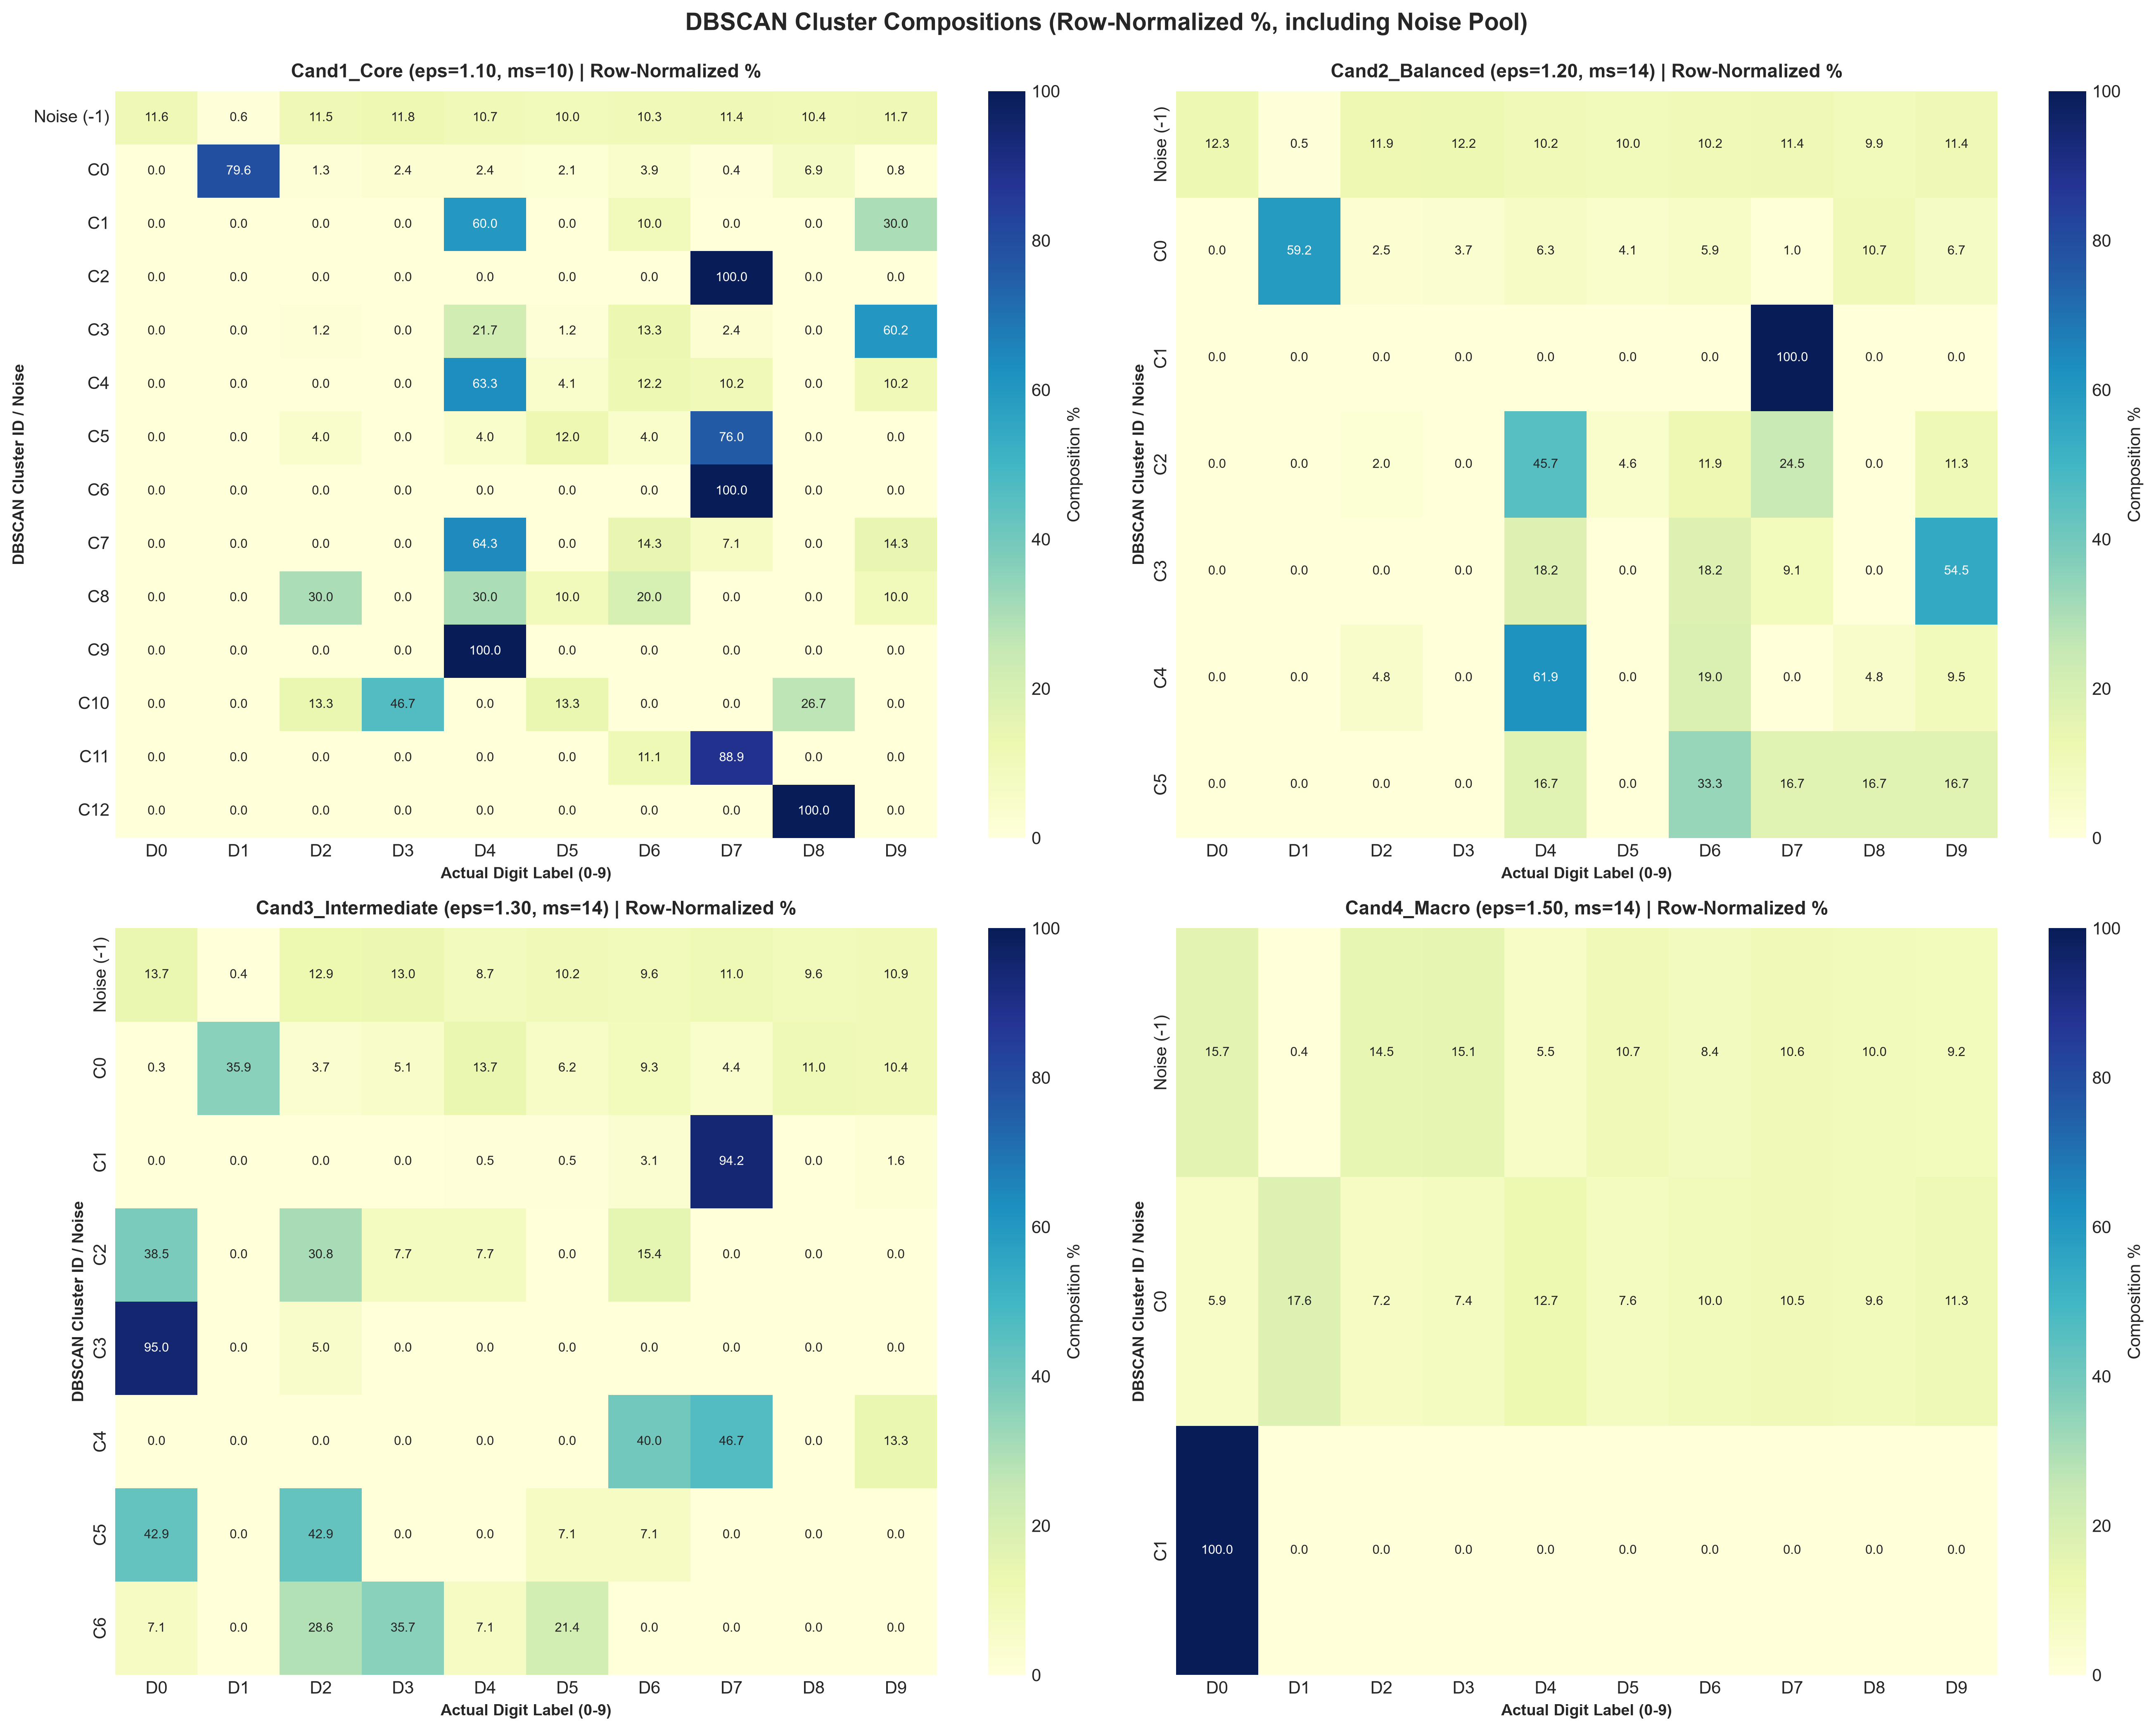 DBSCAN Cluster Compositions (Row-Normalized %, including Noise Pool)
Cand1_Core (eps=1.10, ms=10) | Row-Normalized %
DBSCAN Cluster ID / Noise
Noise (-1) 11.6 0.6 11.5 11.8 10.7 10.0 10.3 11.4 10.4 11.7
C0 0.0 79.6 1.3 2.4 2.4 2.1 3.9 0.4 6.9 0.8
C1 0.0 0.0 0.0 0.0 60.0 0.0 10.0 0.0 0.0 30.0
C2 0.0 0.0 0.0 0.0 0.0 0.0 0.0 100.0 0.0 0.0
C3 0.0 0.0 1.2 0.0 21.7 1.2 13.3 2.4 0.0 60.2
C4 0.0 0.0 0.0 0.0 63.3 4.1 12.2 10.2 0.0 10.2
C5 0.0 0.0 4.0 0.0 4.0 12.0 4.0 76.0 0.0 0.0
C6 0.0 0.0 0.0 0.0 0.0 0.0 0.0 100.0 0.0 0.0
C7 0.0 0.0 0.0 0.0 64.3 0.0 14.3 7.1 0.0 14.3
C8 0.0 0.0 30.0 0.0 30.0 10.0 20.0 0.0 0.0 10.0
C9 0.0 0.0 0.0 0.0 100.0 0.0 0.0 0.0 0.0 0.0
C10 0.0 0.0 13.3 46.7 0.0 13.3 0.0 0.0 26.7 0.0
C11 0.0 0.0 0.0 0.0 0.0 0.0 11.1 88.9 0.0 0.0
C12 0.0 0.0 0.0 0.0 0.0 0.0 0.0 0.0 100.0 0.0
D0 D1 D2 D3 D4 D5 D6 D7 D8 D9
Actual Digit Label (0-9)
100
80
60
40
20
0
Composition %
Cand2_Balanced (eps=1.20, ms=14) | Row-Normalized %
DBSCAN Cluster ID / Noise
Noise (-1) 12.3 0.5 11.9 12.2 10.2 10.0 10.2 11.4 9.9 11.4
C0 0.0 59.2 2.5 3.7 6.3 4.1 5.9 1.0 10.7 6.7
C1 0.0 0.0 0.0 0.0 0.0 0.0 0.0 100.0 0.0 0.0
C2 0.0 0.0 2.0 0.0 45.7 4.6 11.9 24.5 0.0 11.3
C3 0.0 0.0 0.0 0.0 18.2 0.0 18.2 9.1 0.0 54.5
C4 0.0 0.0 4.8 0.0 61.9 0.0 19.0 0.0 4.8 9.5
C5 0.0 0.0 0.0 0.0 16.7 0.0 33.3 16.7 16.7 16.7
D0 D1 D2 D3 D4 D5 D6 D7 D8 D9
Actual Digit Label (0-9)
100
80
60
40
20
0
Composition %
Cand3_Intermediate (eps=1.30, ms=14) | Row-Normalized %
DBSCAN Cluster ID / Noise
Noise (-1) 13.7 0.4 12.9 13.0 8.7 10.2 9.6 11.0 9.6 10.9
C0 0.3 35.9 3.7 5.1 13.7 6.2 9.3 4.4 11.0 10.4
C1 0.0 0.0 0.0 0.0 0.5 0.5 3.1 94.2 0.0 1.6
C2 38.5 0.0 30.8 7.7 7.7 0.0 15.4 0.0 0.0 0.0
C3 95.0 0.0 5.0 0.0 0.0 0.0 0.0 0.0 0.0 0.0
C4 0.0 0.0 0.0 0.0 0.0 0.0 40.0 46.7 0.0 13.3
C5 42.9 0.0 42.9 0.0 0.0 7.1 7.1 0.0 0.0 0.0
C6 7.1 0.0 28.6 35.7 7.1 21.4 0.0 0.0 0.0 0.0
D0 D1 D2 D3 D4 D5 D6 D7 D8 D9
Actual Digit Label (0-9)
100
80
60
40
20
0
Composition %
Cand4_Macro (eps=1.50, ms=14) | Row-Normalized %
DBSCAN Cluster ID / Noise
Noise (-1) 15.7 0.4 14.5 15.1 5.5 10.7 8.4 10.6 10.0 9.2
C0 5.9 17.6 7.2 7.4 12.7 7.6 10.0 10.5 9.6 11.3
C1 100.0 0.0 0.0 0.0 0.0 0.0 0.0 0.0 0.0 0.0
D0 D1 D2 D3 D4 D5 D6 D7 D8 D9
Actual Digit Label (0-9)
100
80
60
40
20
0
Composition %